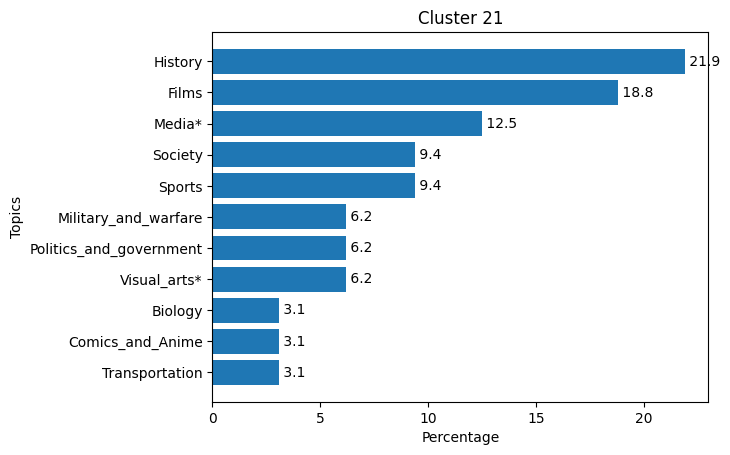 Cluster 21
Topics
History 21.9
Films 18.8
Media* 12.5
Society 9.4
Sports 9.4
Military_and_warfare 6.2
Politics_and_government 6.2
Visual_arts* 6.2
Biology 3.1
Comics_and_Anime 3.1
Transportation 3.1
0 5 10 15 20
Percentage